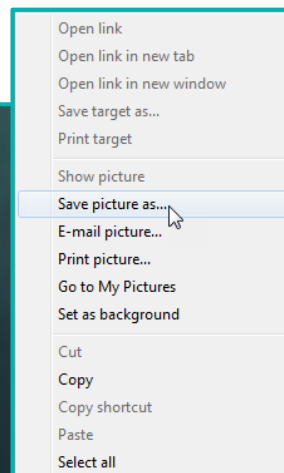 Open link
Open link in new tab
Open link in new window
Save target as...
Print target
Show picture
Save picture as...
E-mail picture...
Print picture...
Go to My Pictures
Set as background
Cut
Copy
Copy shortcut
Paste
Select all